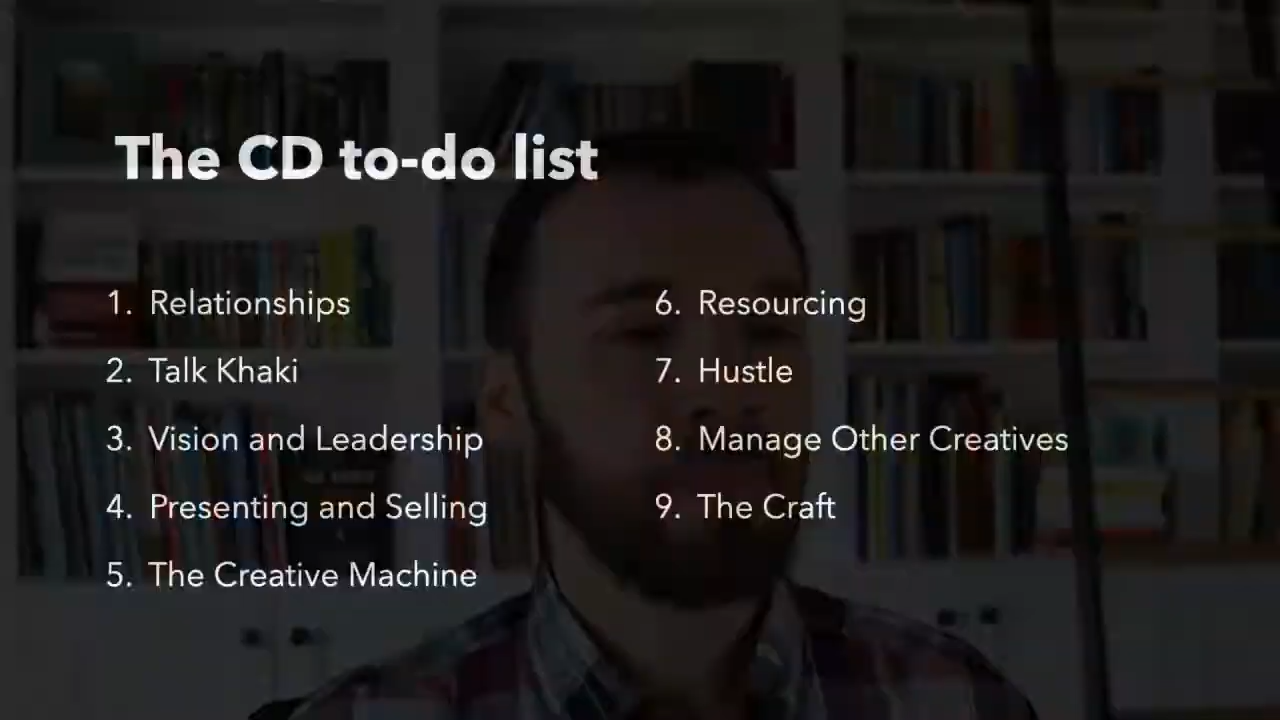 The CD to-do list
1. Relationships
2. Talk Khaki
3. Vision and Leadership
4. Presenting and Selling
5. The Creative Machine
6. Resourcing
7. Hustle
8. Manage Other Creatives
9. The Craft